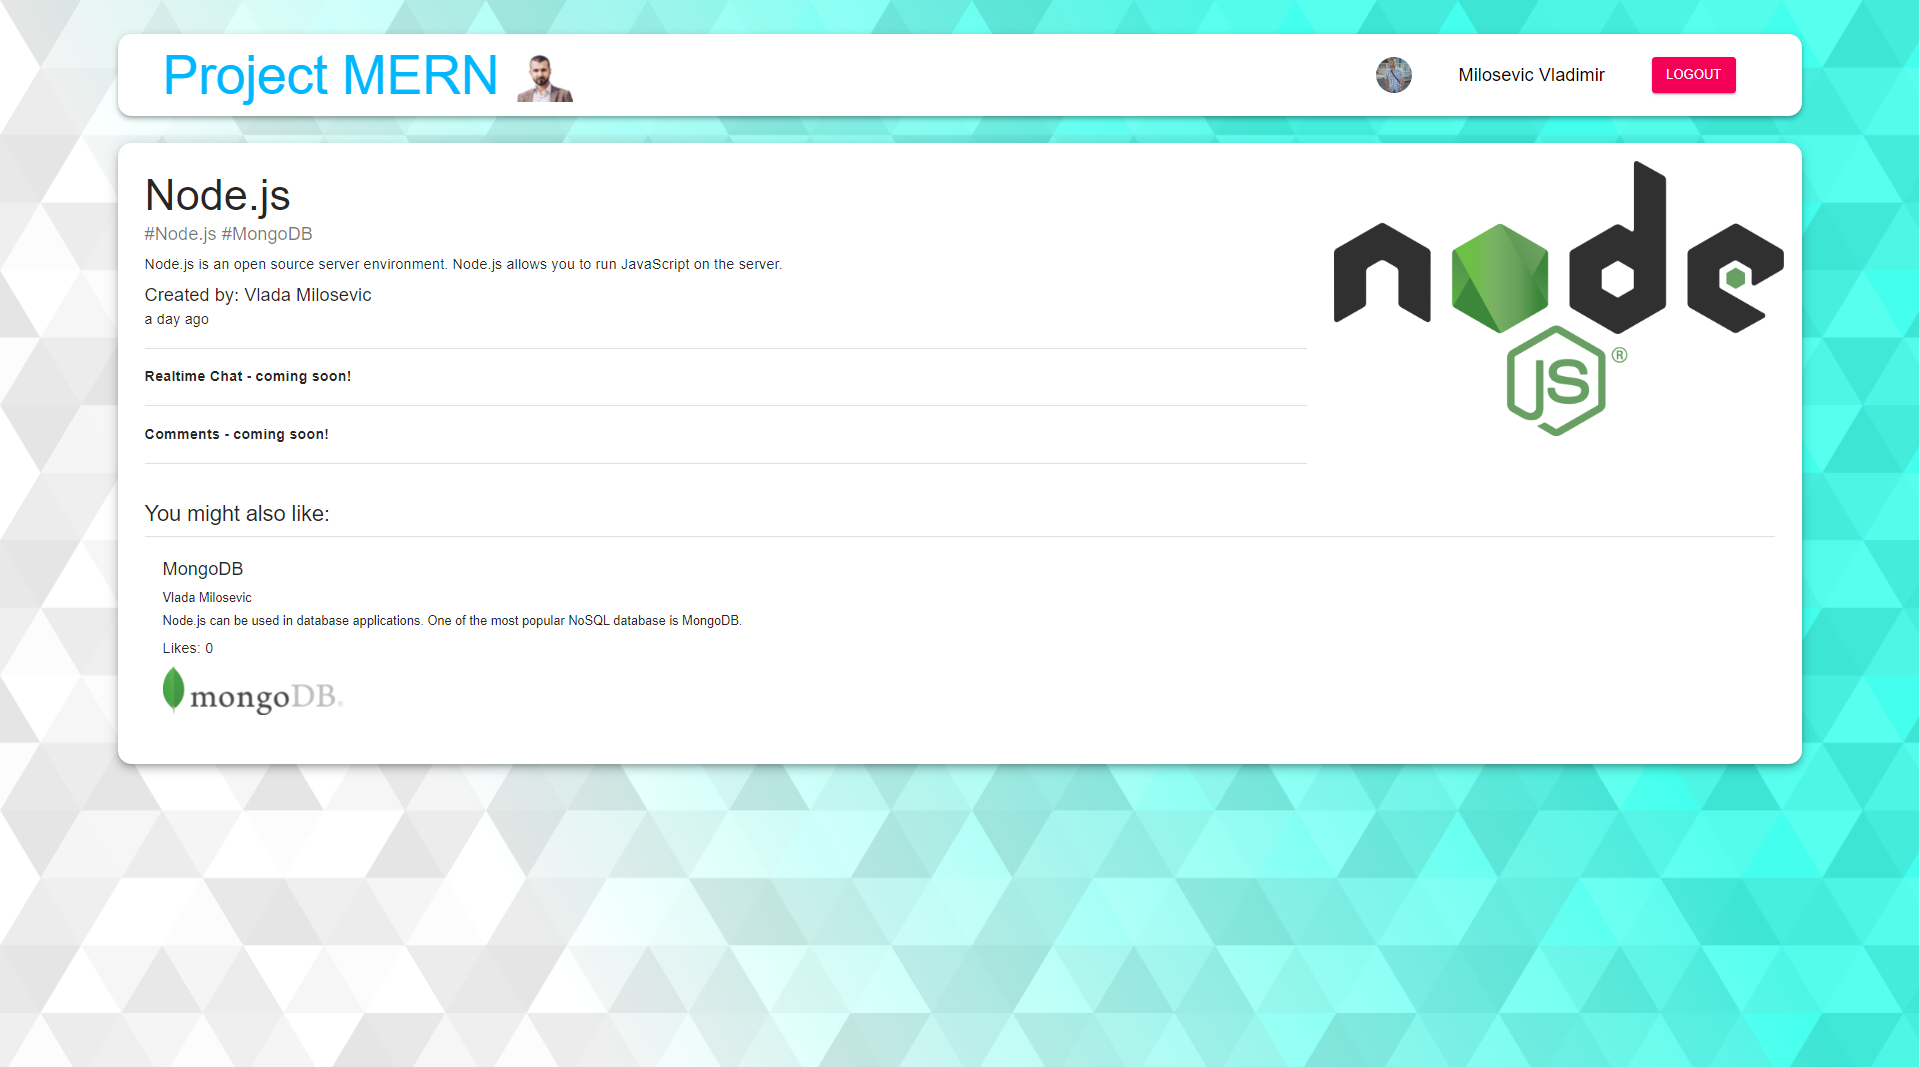 Project MERN
Milosevic Vladimir
LOGOUT
Node.js
#Node.js #MongoDB
Node.js is an open source server environment. Node.js allows you to run JavaScript on the server.
Created by: Vlada Milosevic
a day ago
Realtime Chat - coming soon!
Comments - coming soon!
node
JS®
You might also like:
MongoDB
Vlada Milosevic
Node.js can be used in database applications. One of the most popular NoSQL database is MongoDB.
Likes: 0
mongoDB.